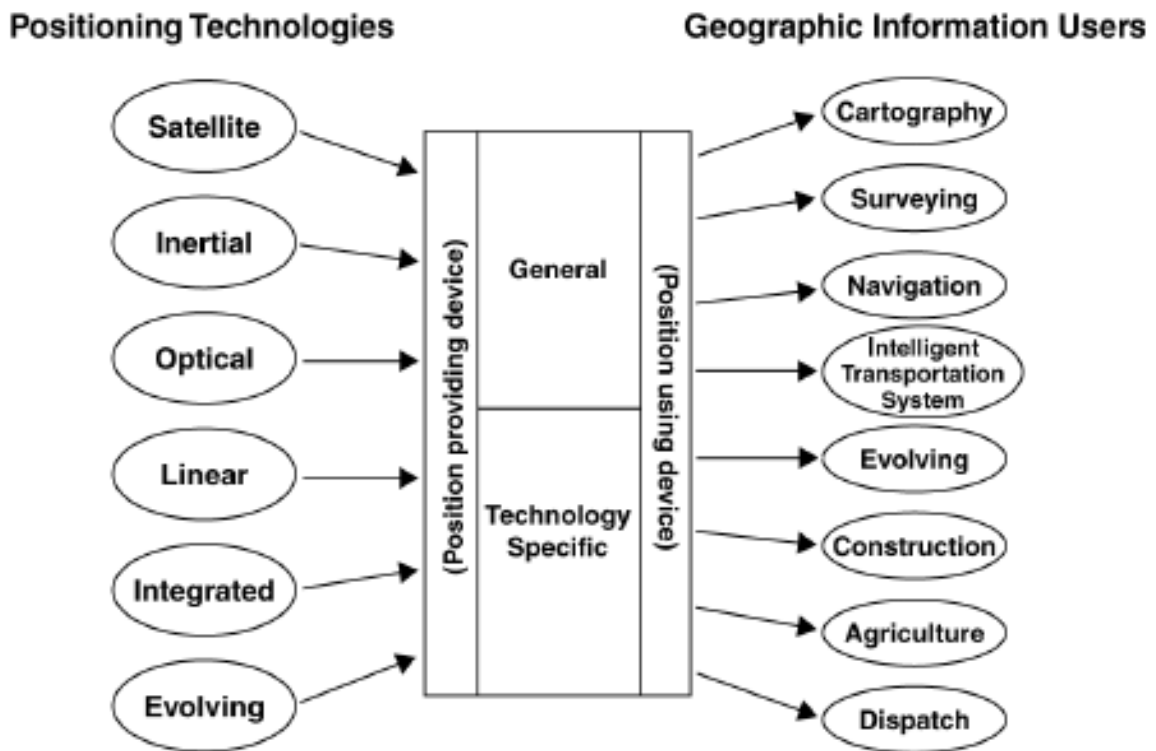 Positioning Technologies
Geographic Information Users
Satellite
Inertial
Optical
Linear
Integrated
Evolving
(Position providing device)
General
Technology
Specific
(Position using device)
Cartography
Surveying
Navigation
Intelligent
Transportation
System
Evolving
Construction
Agriculture
Dispatch